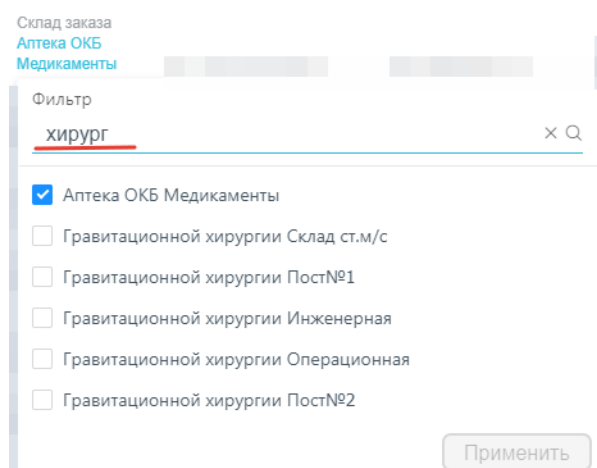 Склад заказа
Аптека ОКБ
Медикаменты
Фильтр
хирург
Аптека ОКБ Медикаменты
Гравитационной хирургии Склад ст.м/с
Гравитационной хирургии Пост№1
Гравитационной хирургии Инженерная
Гравитационной хирургии Операционная
Гравитационной хирургии Пост№2
Применить